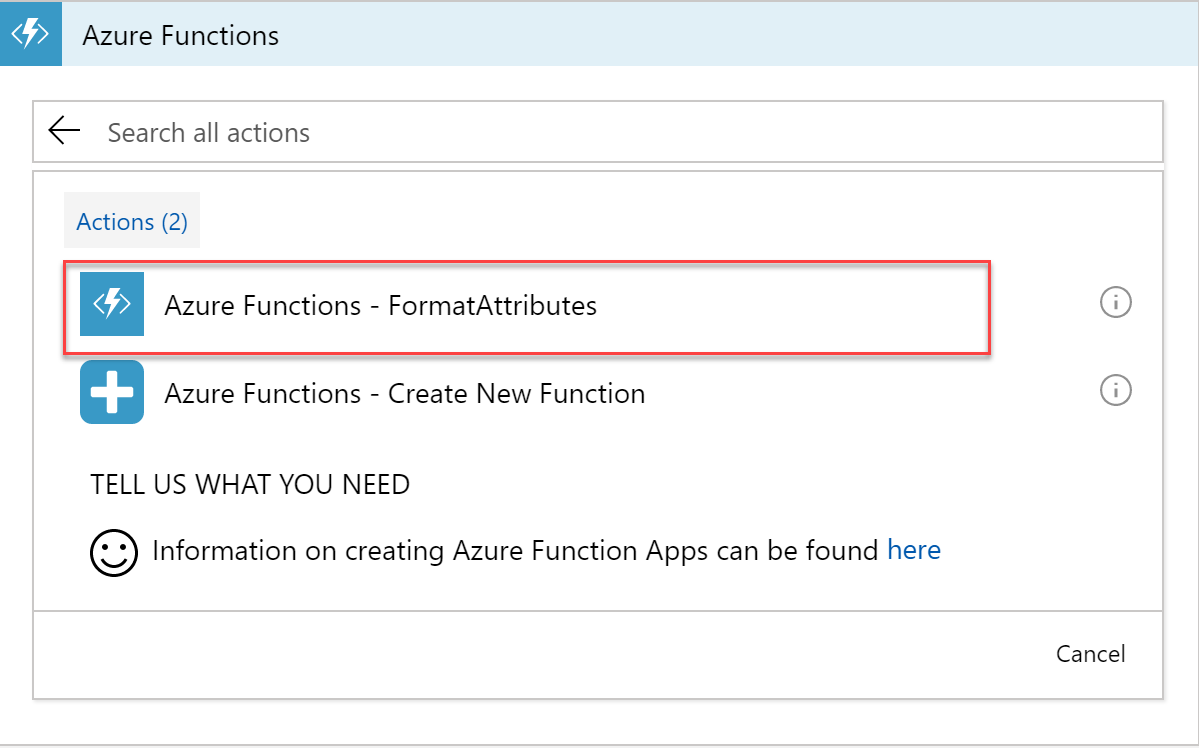 Azure Functions
Search all actions
Actions (2)
Azure Functions - FormatAttributes
Azure Functions - Create New Function
TELL US WHAT YOU NEED
Information on creating Azure Function Apps can be found here
Cancel